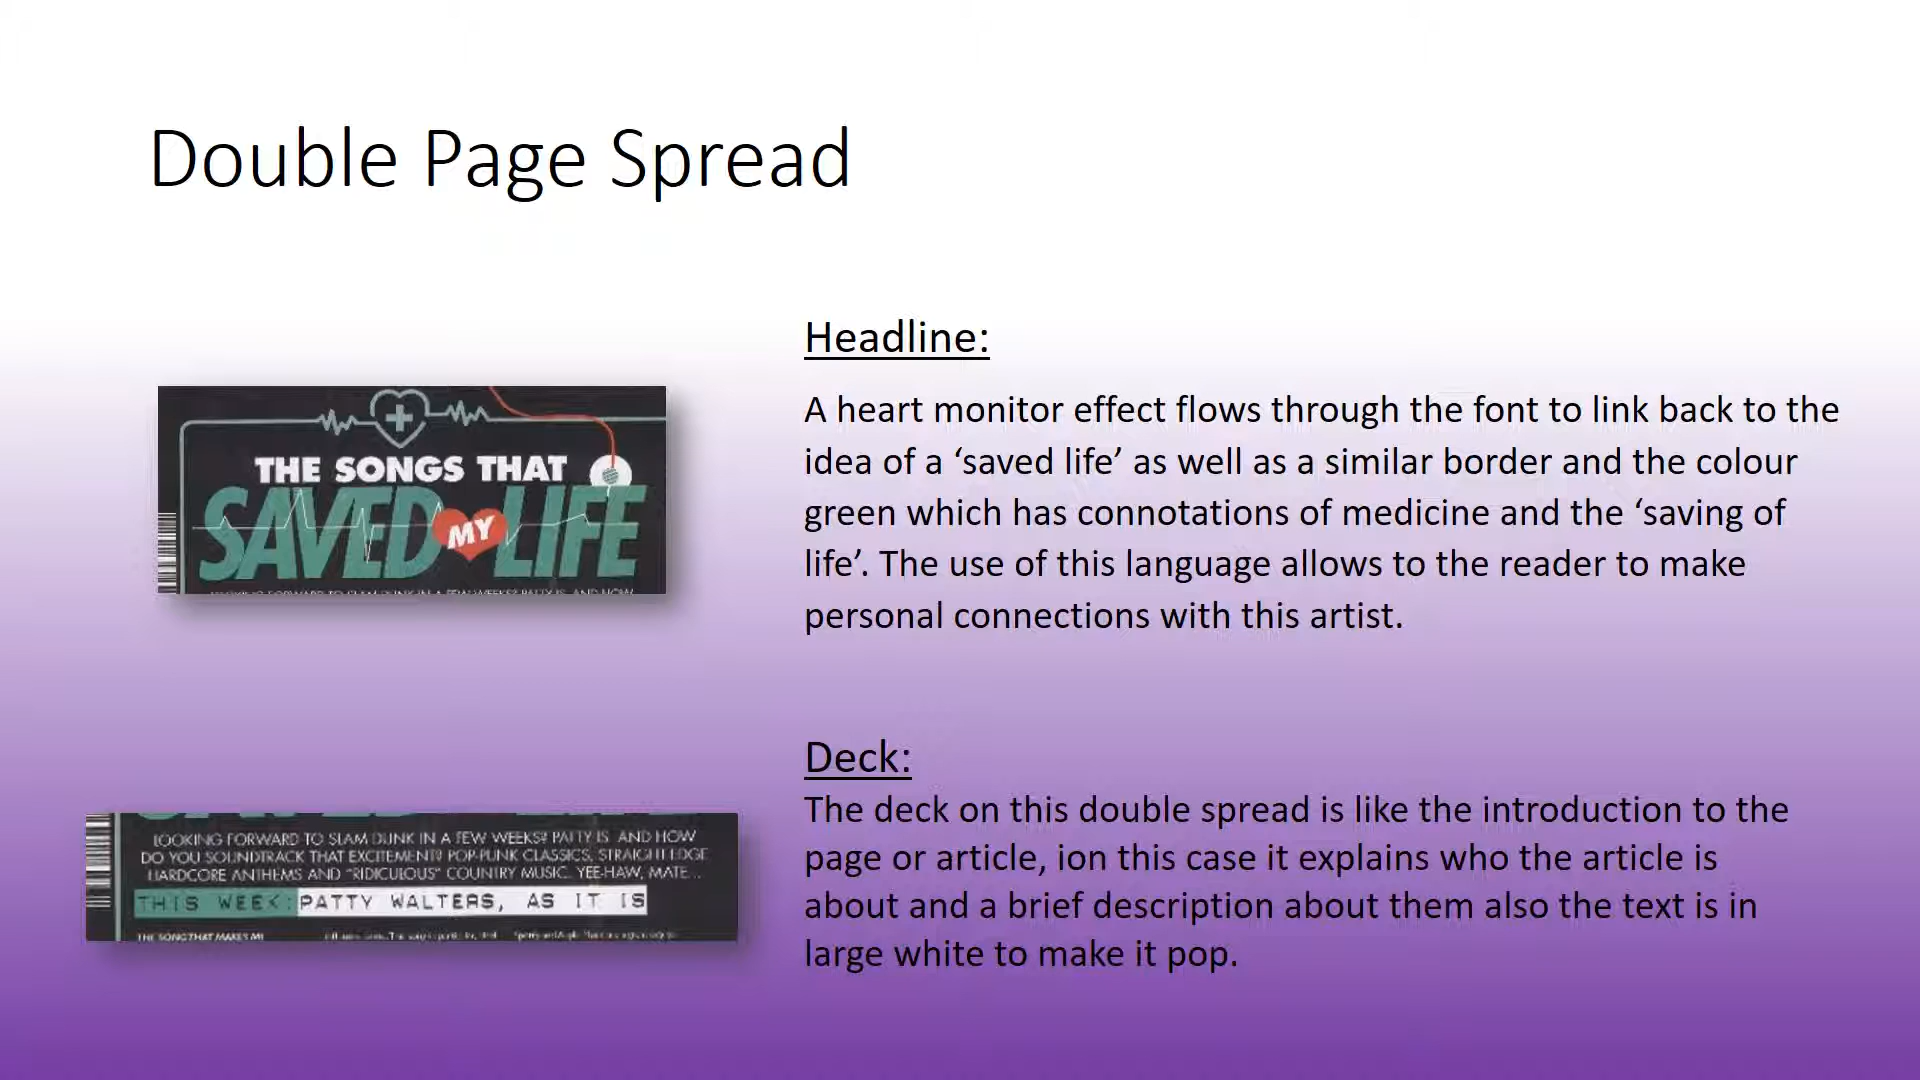 Double Page Spread
Headline:
A heart monitor effect flows through the font to link back to the
idea of a ‘saved life’ as well as a similar border and the colour
green which has connotations of medicine and the ‘saving of
life’. The use of this language allows to the reader to make
personal connections with this artist.
THE SONGS THAT
SAVED MY LIFE
Deck:
The deck on this double spread is like the introduction to the
page or article, ion this case it explains who the article is
about and a brief description about them also the text is in
large white to make it pop.
LOOKING FORWARD TO SLAM DUNK IN A FEW WEEKS? PATTY IS. AND HOW
DO YOU SOUNDTRACK THAT EXCITEMENT? POP-PUNK CLASSICS, STRAIGHT EDGE
HARDCORE ANTHEMS AND "RIDICULOUS" COUNTRY MUSIC. YEE-HAW, MATE...
THIS WEEK: PATTY WALTERS, AS IT IS
THE SONG THAT MAKES ME